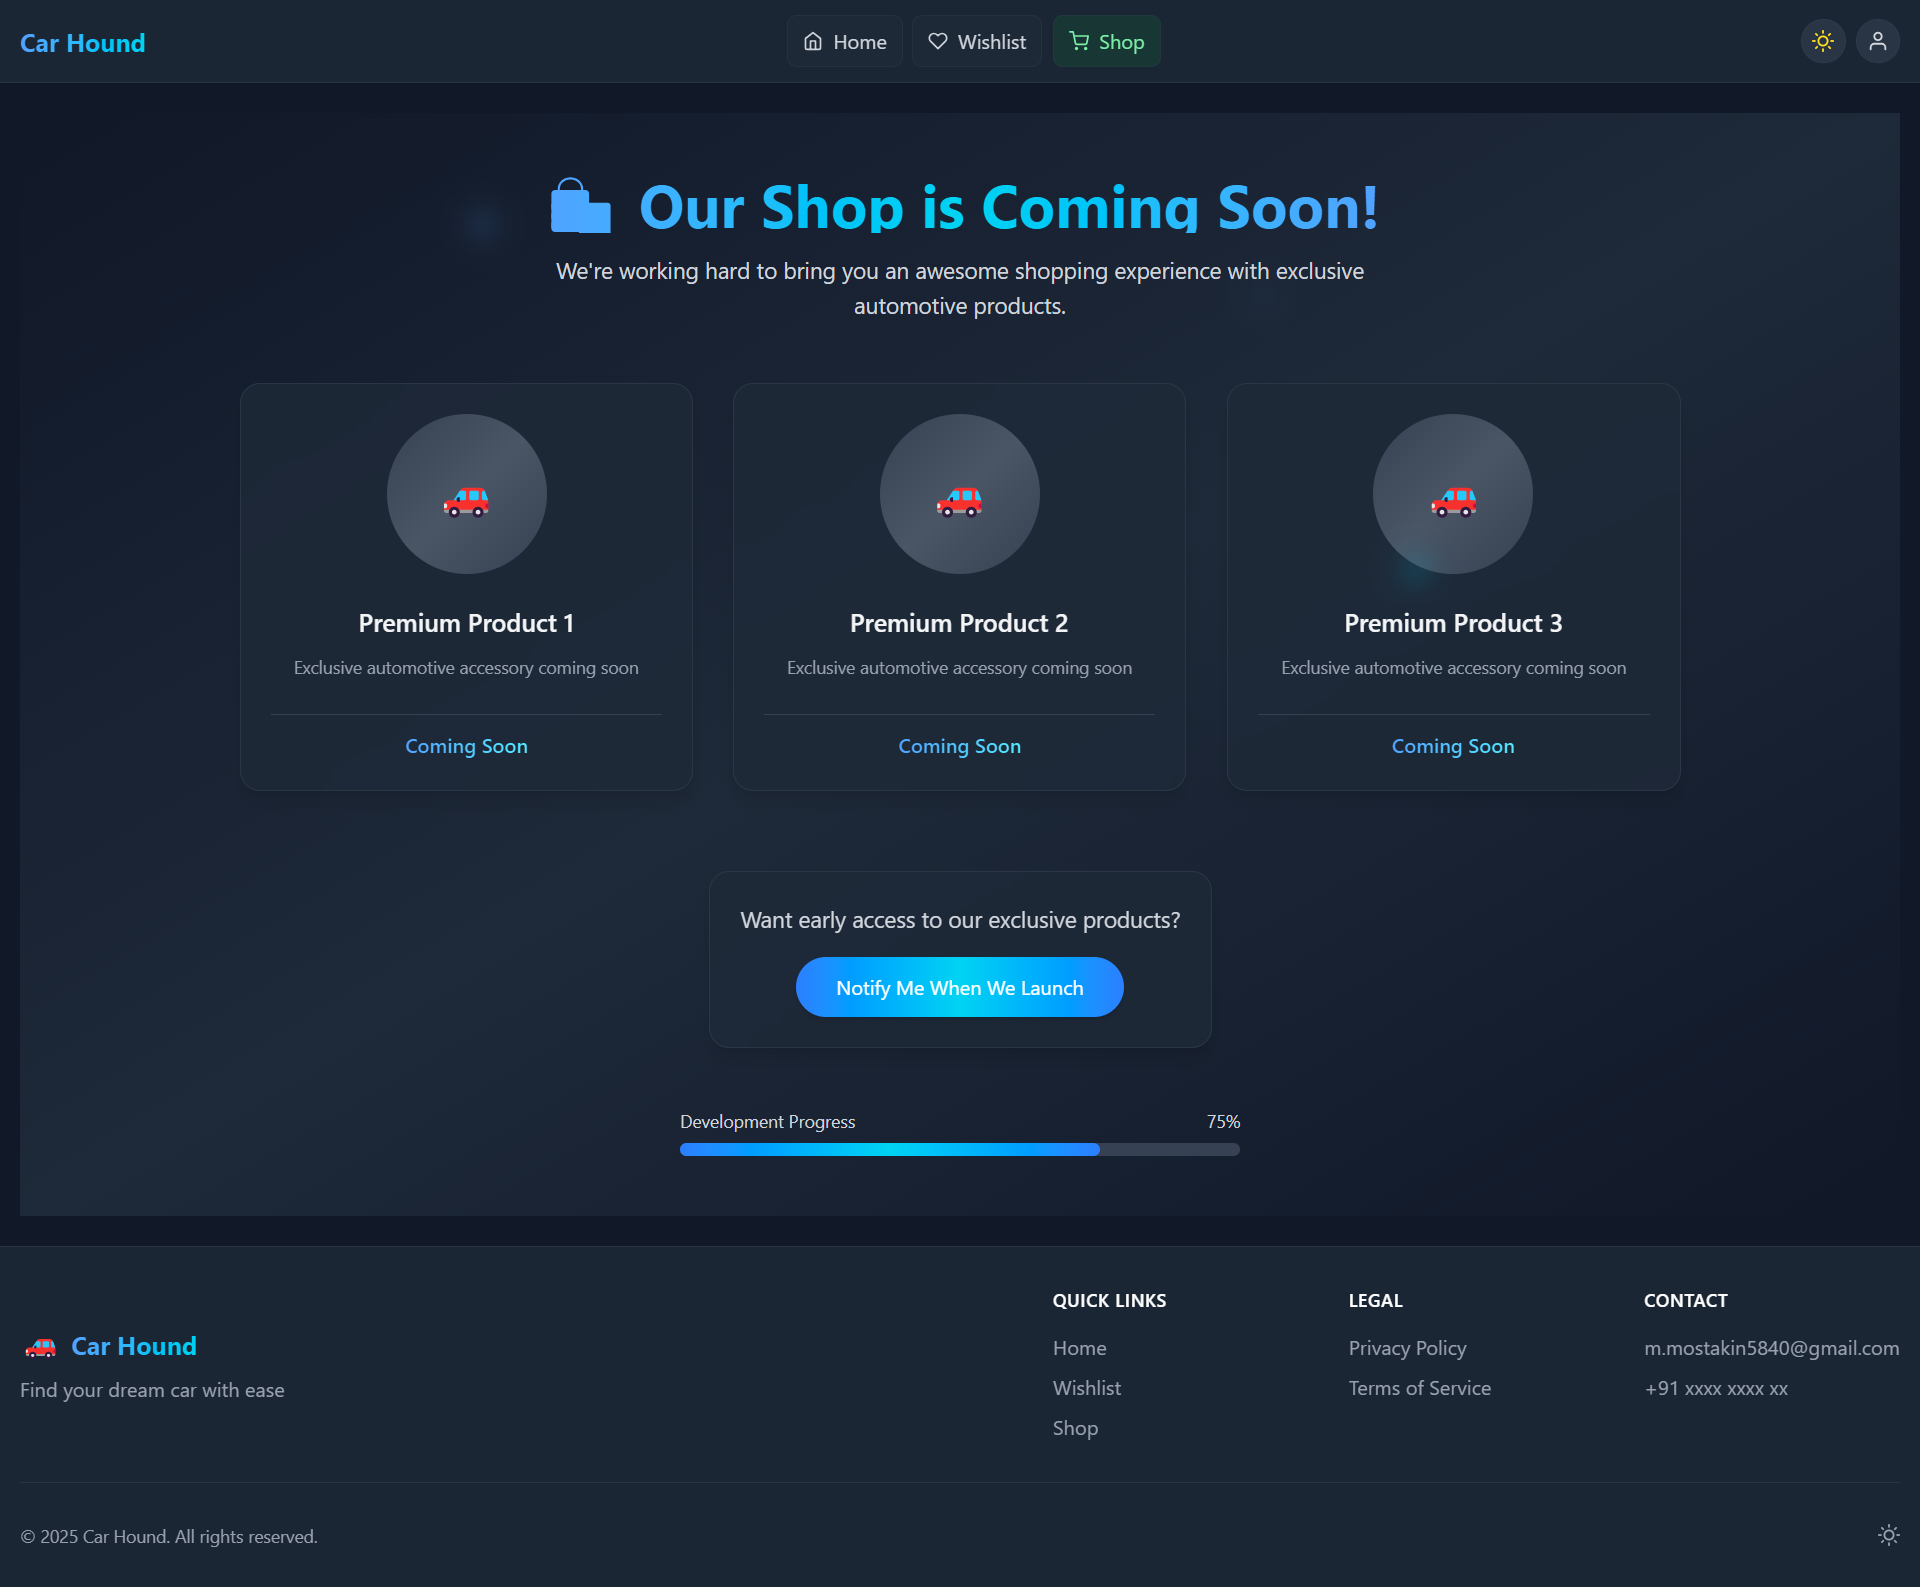 Car Hound
Home
Wishlist
Shop
Our Shop is Coming Soon!
We're working hard to bring you an awesome shopping experience with exclusive
automotive products.
Premium Product 1
Exclusive automotive accessory coming soon
Coming Soon
Premium Product 2
Exclusive automotive accessory coming soon
Coming Soon
Premium Product 3
Exclusive automotive accessory coming soon
Coming Soon
Want early access to our exclusive products?
Notify Me When We Launch
Development Progress 75%
Car Hound
Find your dream car with ease
QUICK LINKS
Home
Wishlist
Shop
LEGAL
Privacy Policy
Terms of Service
CONTACT
m.mostakin5840@gmail.com
+91 xxxx xxxx xx
© 2025 Car Hound. All rights reserved.